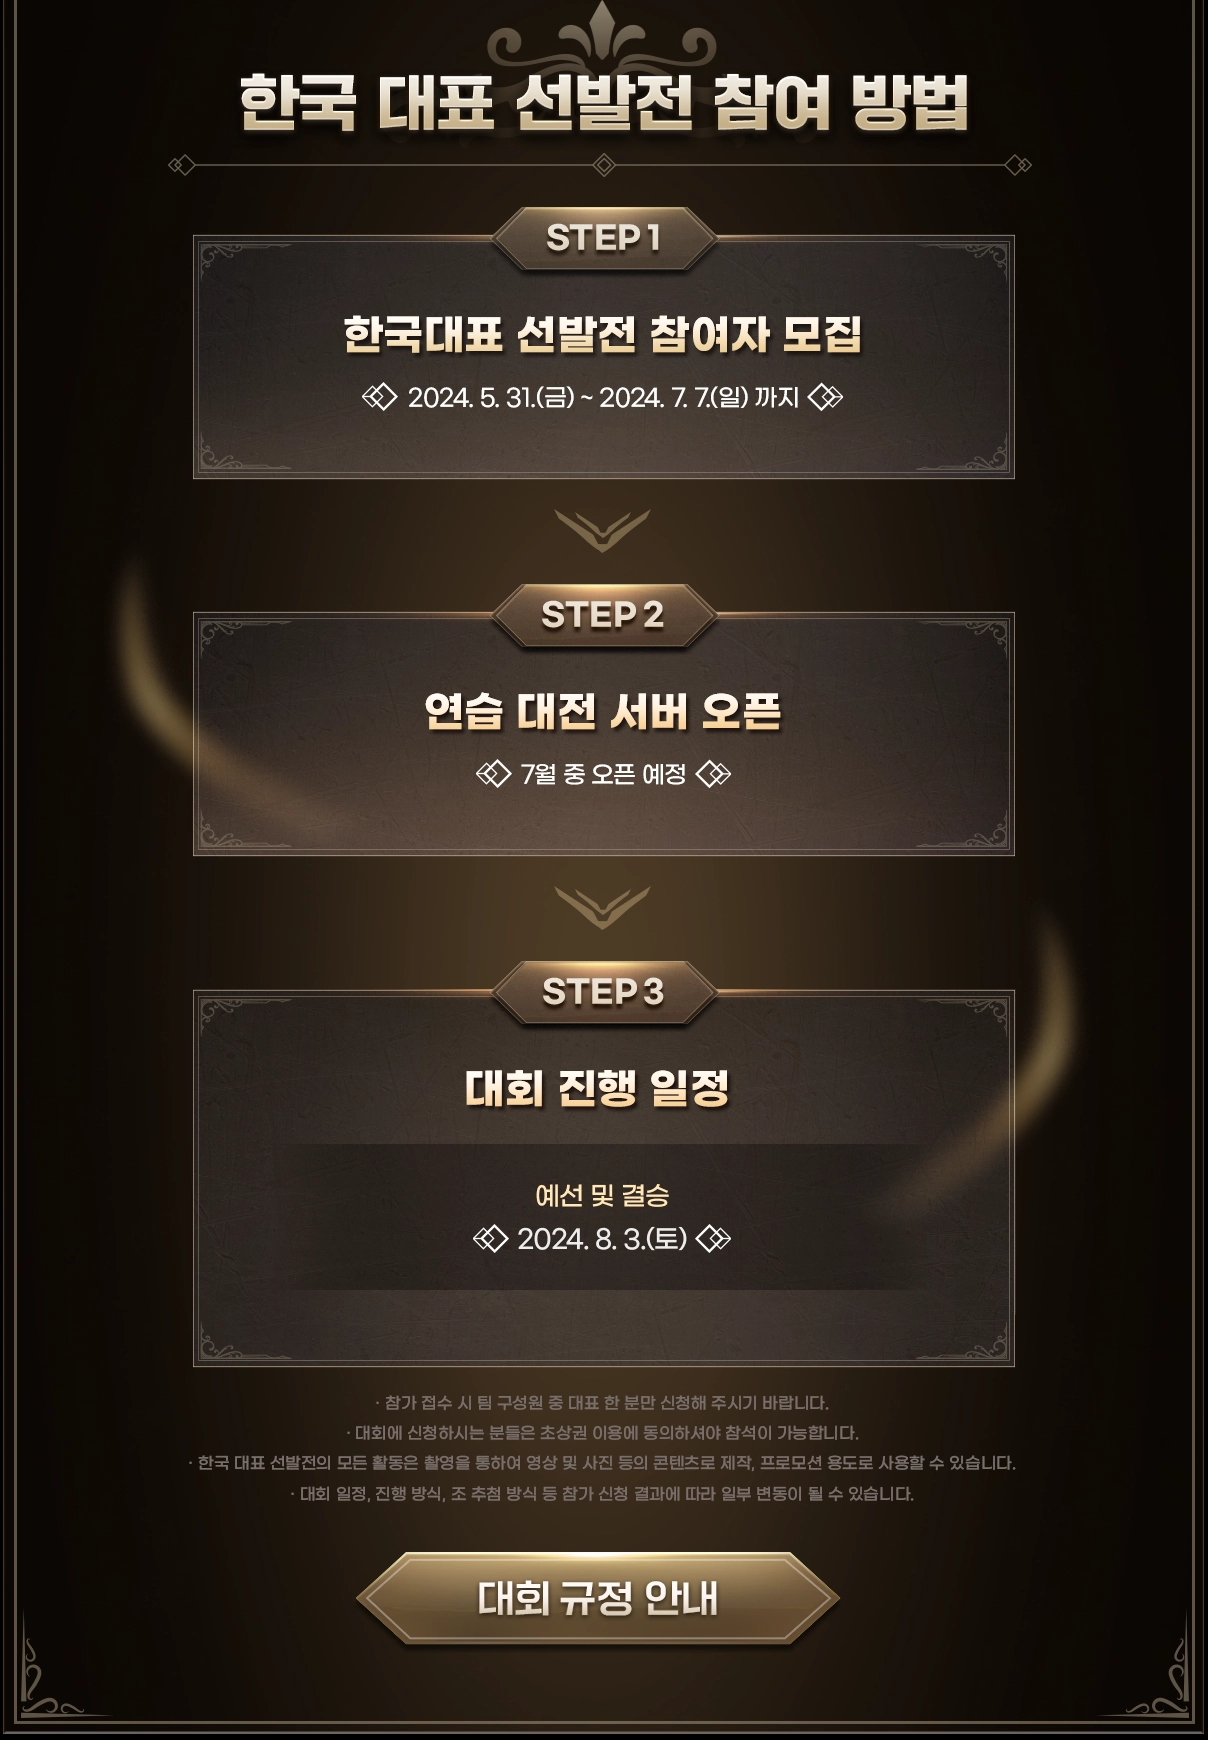 한국 대표 선발전 참여 방법
STEP 1
한국대표 선발전 참여자 모집
2024. 5. 31.(금) ~ 2024. 7. 7.(일) 까지
STEP 2
연습 대전 서버 오픈
7월 중 오픈 예정
STEP 3
대회 진행 일정
예선 및 결승
2024. 8. 3.(토)
· 참가 접수 시 팀 구성원 중 대표 한 분만 신청해 주시기 바랍니다.
· 대회에 신청하시는 분들은 초상권 이용에 동의하셔야 참석이 가능합니다.
· 한국 대표 선발전의 모든 활동은 촬영을 통하여 영상 및 사진 등의 콘텐츠로 제작, 프로모션 용도로 사용할 수 있습니다.
· 대회 일정, 진행 방식, 조 추첨 방식 등 참가 신청 결과에 따라 일부 변동이 될 수 있습니다.
대회 규정 안내